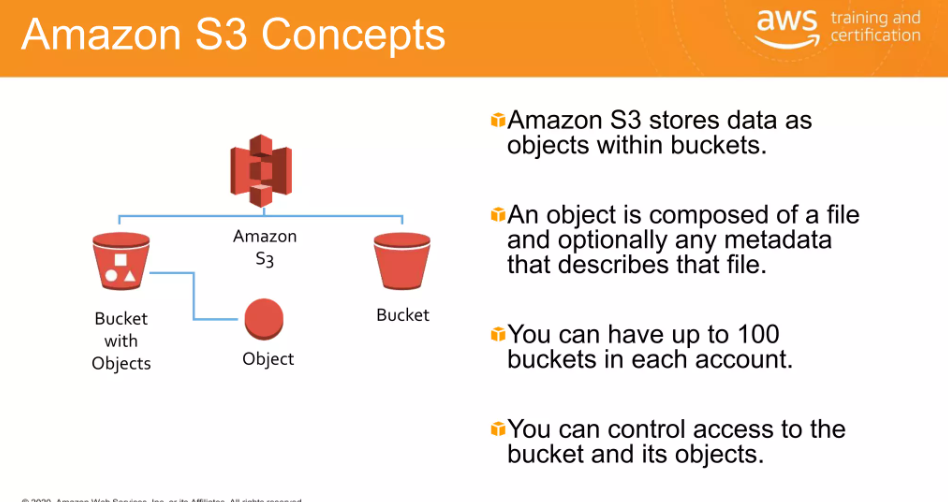 Amazon S3 Concepts
aws training and
certification
Amazon S3 stores data as
objects within buckets.
An object is composed of a file
and optionally any metadata
that describes that file.
You can have up to 100
buckets in each account.
You can control access to the
bucket and its objects.
Amazon
S3
Bucket
with
Objects
Object
Bucket
© 2020, Amazon Web Services, Inc. or its Affiliates. All rights reserved.